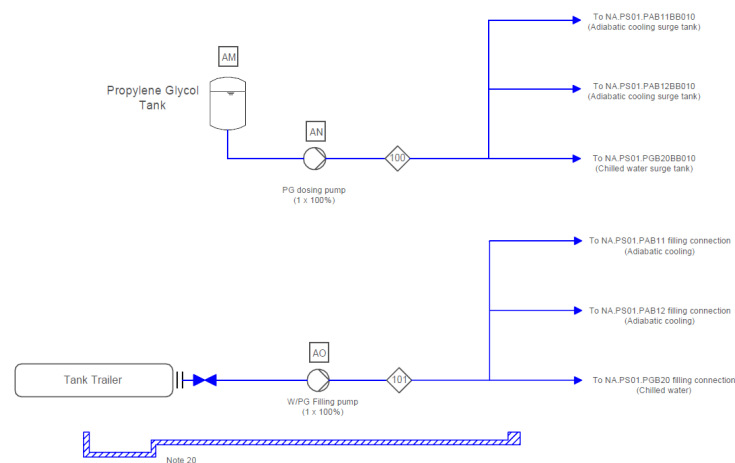 To NA.PS01.PAB11BB010
(Adiabatic cooling surge tank)
AM
Propylene Glycol
Tank
To NA.PS01.PAB12BB010
(Adiabatic cooling surge tank)
AN
100
To NA.PS01.PGB20BB010
(Chilled water surge tank)
PG dosing pump
(1 x 100%)
To NA.PS01.PAB11 filling connection
(Adiabatic cooling)
To NA.PS01.PAB12 filling connection
(Adiabatic cooling)
AO
Tank Trailer
101
To NA.PS01.PGB20 filling connection
(Chilled water)
W/PG Filling pump
(1 x 100%)
Note 20